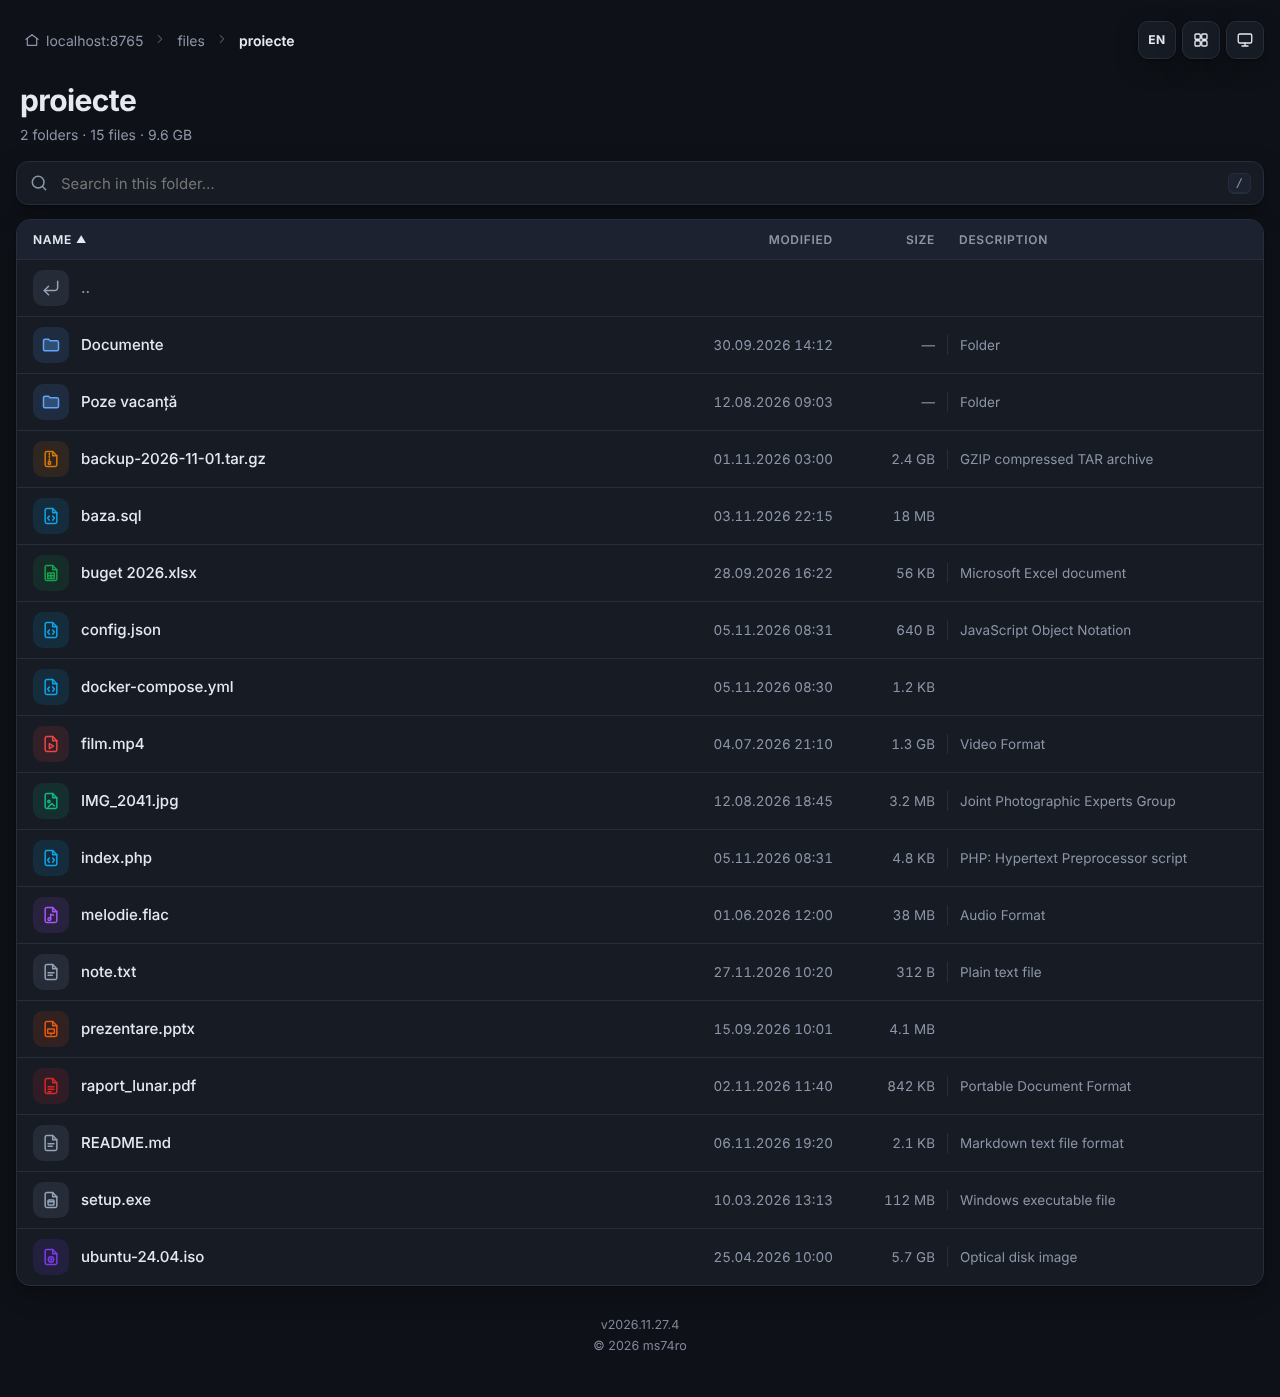 localhost:8765 > files > proiecte
EN
proiecte
2 folders · 15 files · 9.6 GB
Search in this folder...
/
NAME ▲ MODIFIED SIZE DESCRIPTION
..
Documente 30.09.2026 14:12 — Folder
Poze vacanță 12.08.2026 09:03 — Folder
backup-2026-11-01.tar.gz 01.11.2026 03:00 2.4 GB GZIP compressed TAR archive
baza.sql 03.11.2026 22:15 18 MB
buget 2026.xlsx 28.09.2026 16:22 56 KB Microsoft Excel document
config.json 05.11.2026 08:31 640 B JavaScript Object Notation
docker-compose.yml 05.11.2026 08:30 1.2 KB
film.mp4 04.07.2026 21:10 1.3 GB Video Format
IMG_2041.jpg 12.08.2026 18:45 3.2 MB Joint Photographic Experts Group
index.php 05.11.2026 08:31 4.8 KB PHP: Hypertext Preprocessor script
melodie.flac 01.06.2026 12:00 38 MB Audio Format
note.txt 27.11.2026 10:20 312 B Plain text file
prezentare.pptx 15.09.2026 10:01 4.1 MB
raport_lunar.pdf 02.11.2026 11:40 842 KB Portable Document Format
README.md 06.11.2026 19:20 2.1 KB Markdown text file format
setup.exe 10.03.2026 13:13 112 MB Windows executable file
ubuntu-24.04.iso 25.04.2026 10:00 5.7 GB Optical disk image
v2026.11.27.4
© 2026 ms74ro